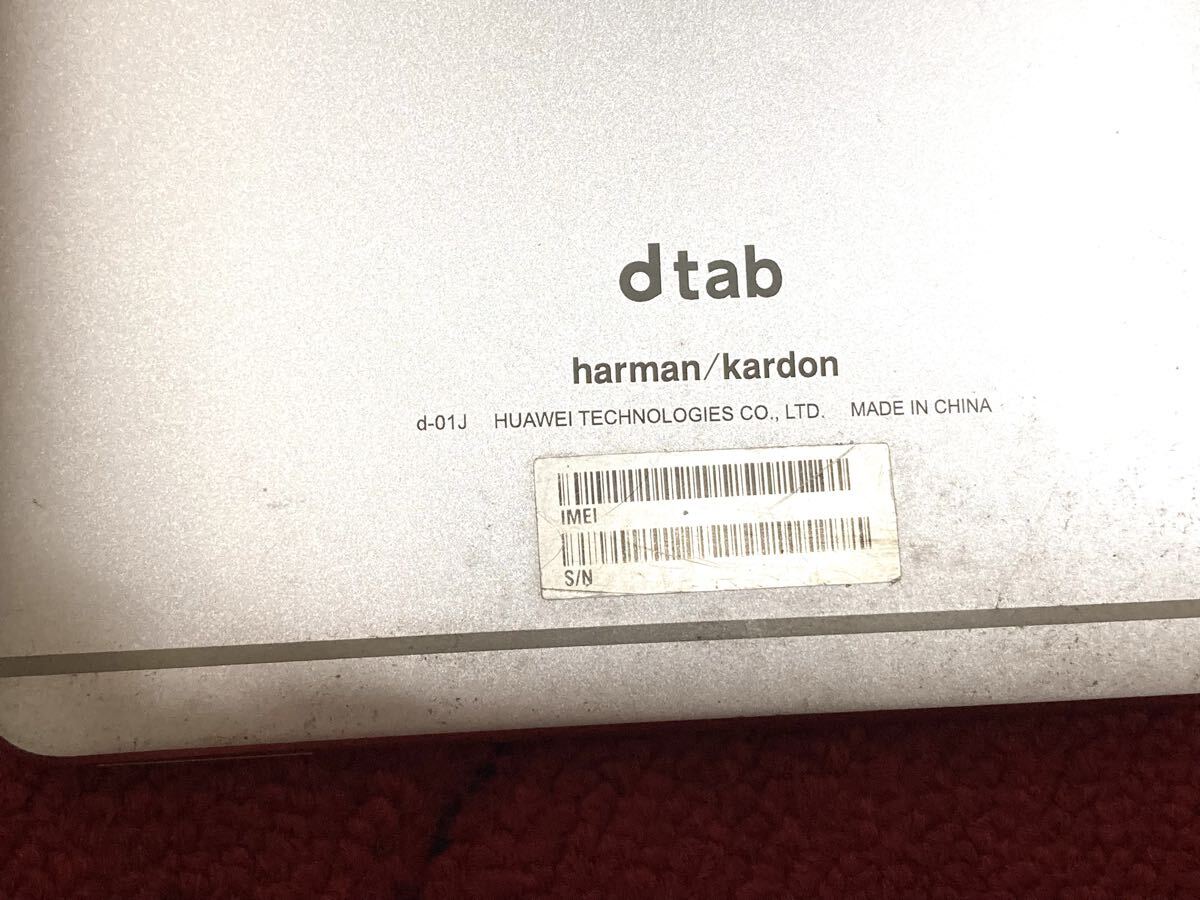 dtab
harman/kardon
d-01J HUAWEI TECHNOLOGIES CO., LTD. MADE IN CHINA
IMEI
S/N